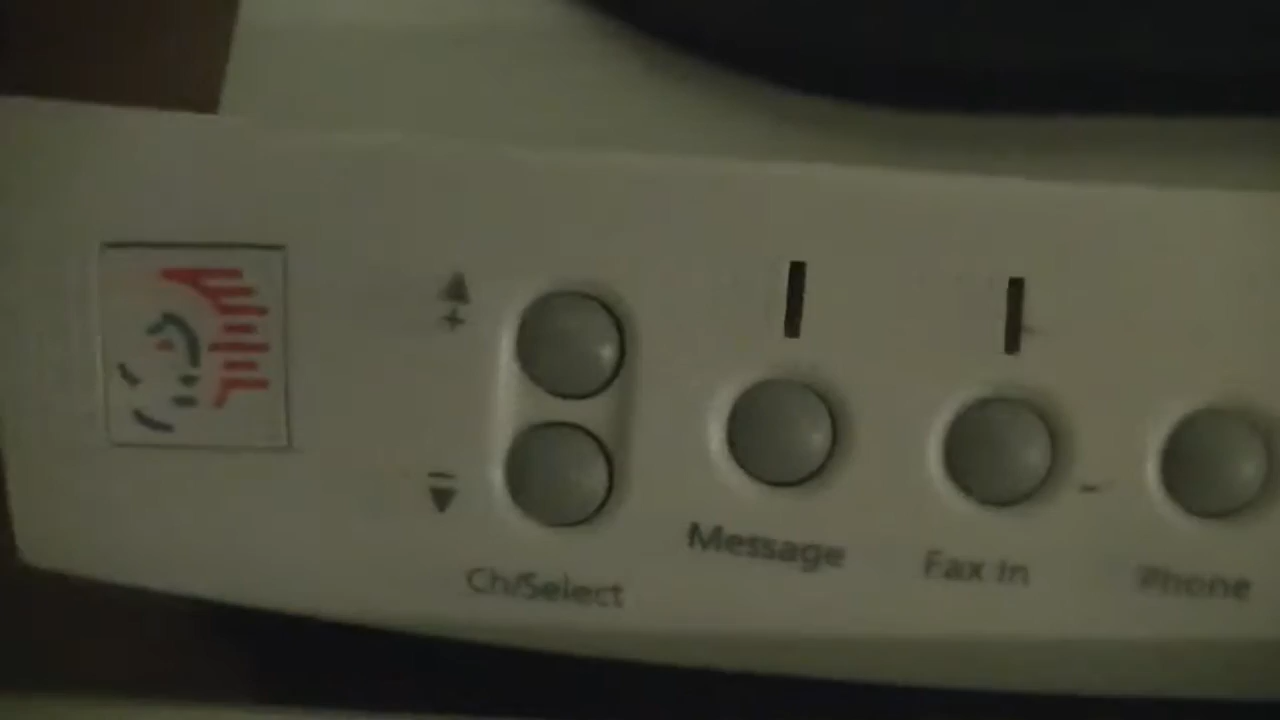 +
−
Ch/Select
Message
Fax In
Phone